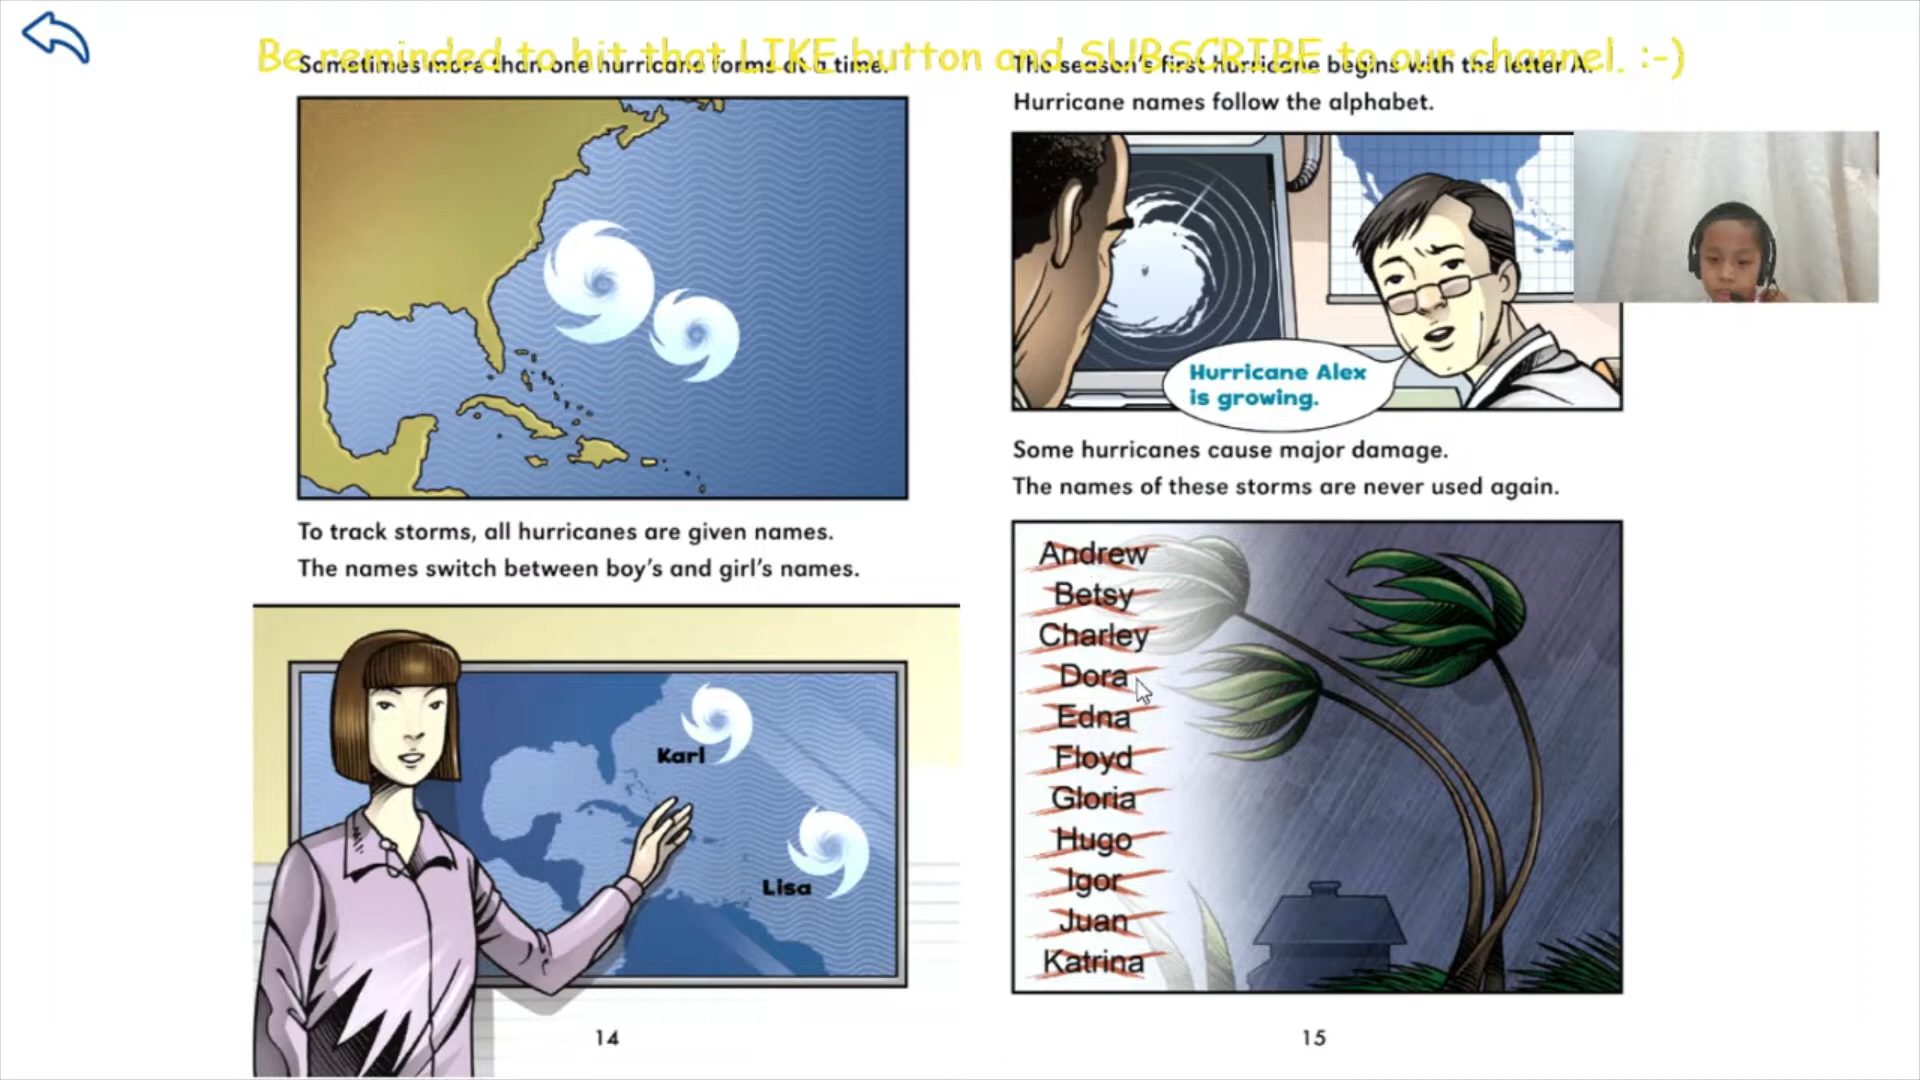 Be reminded to hit that LIKE button and SUBSCRIBE to our channel. :-)
Sometimes more than one hurricane forms at a time.
To track storms, all hurricanes are given names.
The names switch between boy's and girl's names.
Karl
Lisa
14
The season's first hurricane begins with the letter A.
Hurricane names follow the alphabet.
Hurricane Alex
is growing.
Some hurricanes cause major damage.
The names of these storms are never used again.
Andrew
Betsy
Charley
Dora
Edna
Floyd
Gloria
Hugo
Igor
Juan
Katrina
15